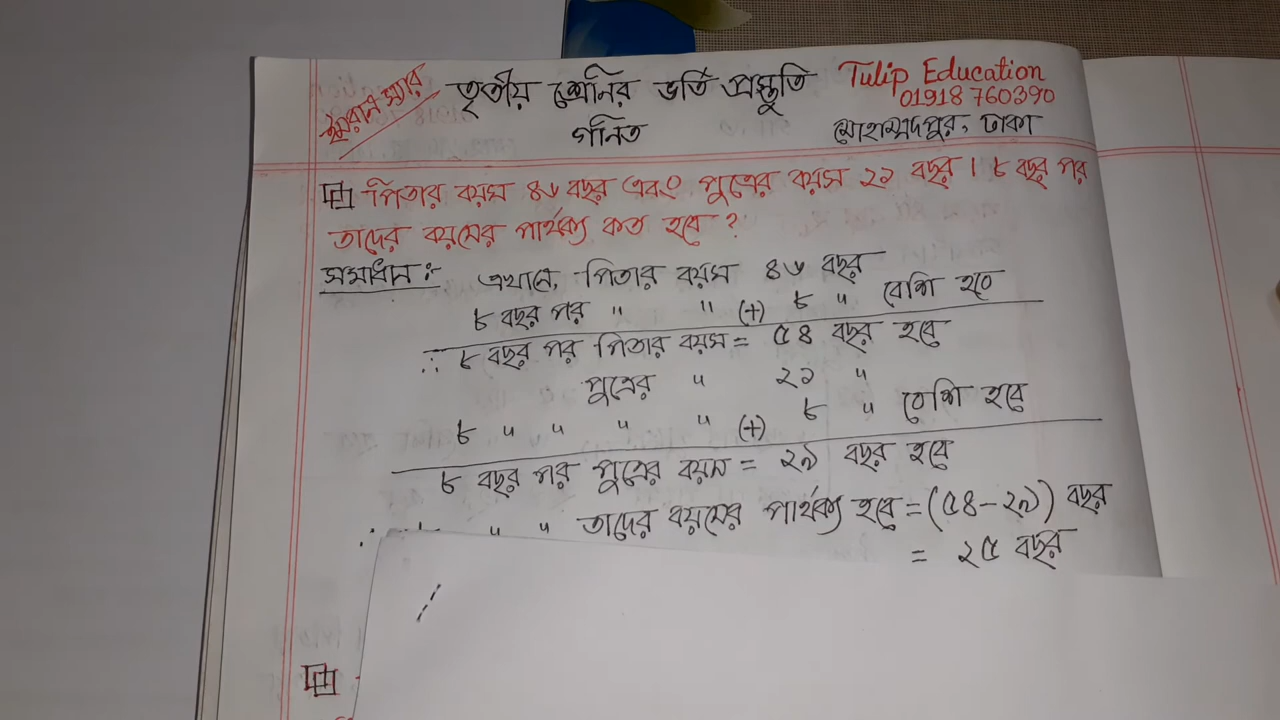 ইমরান স্যার
তৃতীয় শ্রেনির ভর্তি প্রস্তুতি
গনিত
Tulip Education
01918 760390
মোহাম্মদপুর, ঢাকা
পিতার বয়স ৪৬ বছর এবং পুত্রের বয়স ২১ বছর। ৮ বছর পর
তাদের বয়সের পার্থক্য কত হবে ?
সমাধান ঃ এখানে, পিতার বয়স ৪৬ বছর
৮ বছর পর " " (+) ৮ " বেশি হবে
∴ ৮ বছর পর পিতার বয়স = ৫৪ বছর হবে
পুত্রের " ২১ "
৮ " " " " (+) ৮ " বেশি হবে
৮ বছর পর পুত্রের বয়স = ২৯ বছর হবে
" " তাদের বয়সের পার্থক্য হবে = (৫৪ - ২৯) বছর
= ২৫ বছর